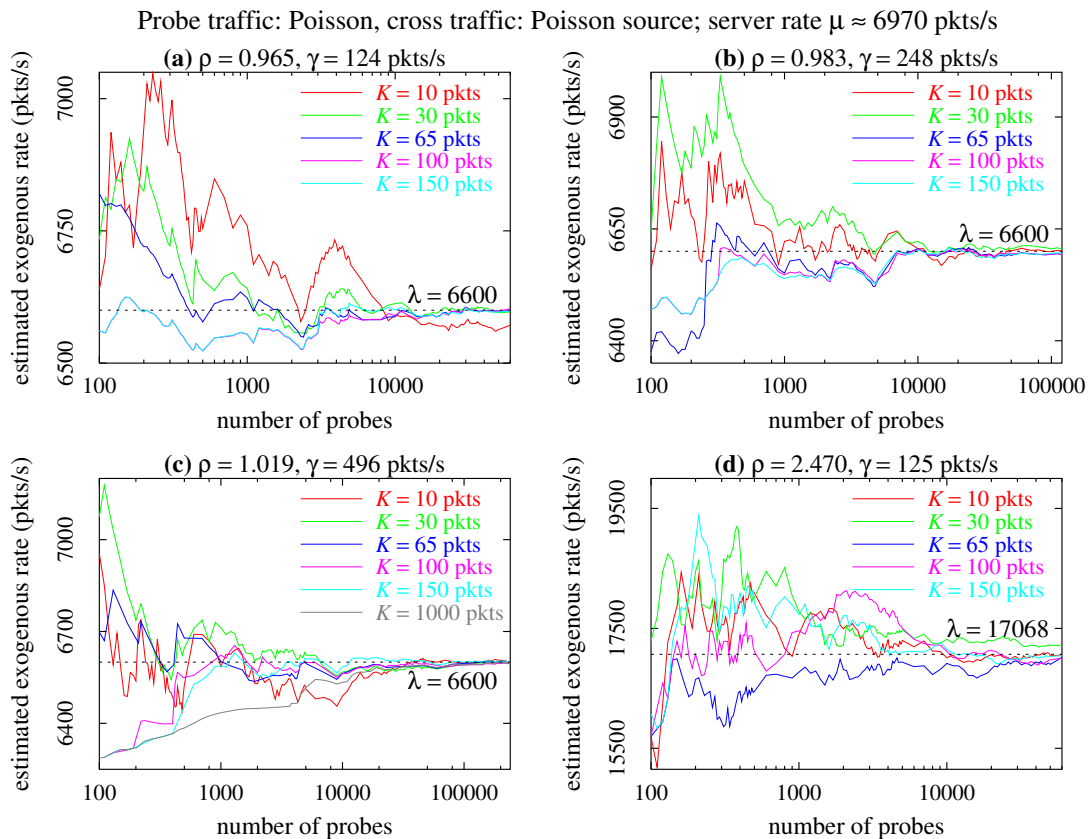 Probe traffic: Poisson, cross traffic: Poisson source; server rate μ ≈ 6970 pkts/s
(a) ρ = 0.965, γ = 124 pkts/s
estimated exogenous rate (pkts/s)
7000
6750
6500
K = 10 pkts
K = 30 pkts
K = 65 pkts
K = 100 pkts
K = 150 pkts
λ = 6600
100 1000 10000
number of probes
(b) ρ = 0.983, γ = 248 pkts/s
estimated exogenous rate (pkts/s)
6900
6650
6400
K = 10 pkts
K = 30 pkts
K = 65 pkts
K = 100 pkts
K = 150 pkts
λ = 6600
100 1000 10000 100000
number of probes
(c) ρ = 1.019, γ = 496 pkts/s
estimated exogenous rate (pkts/s)
7000
6700
6400
K = 10 pkts
K = 30 pkts
K = 65 pkts
K = 100 pkts
K = 150 pkts
K = 1000 pkts
λ = 6600
100 1000 10000 100000
number of probes
(d) ρ = 2.470, γ = 125 pkts/s
estimated exogenous rate (pkts/s)
19500
17500
15500
K = 10 pkts
K = 30 pkts
K = 65 pkts
K = 100 pkts
K = 150 pkts
λ = 17068
100 1000 10000
number of probes